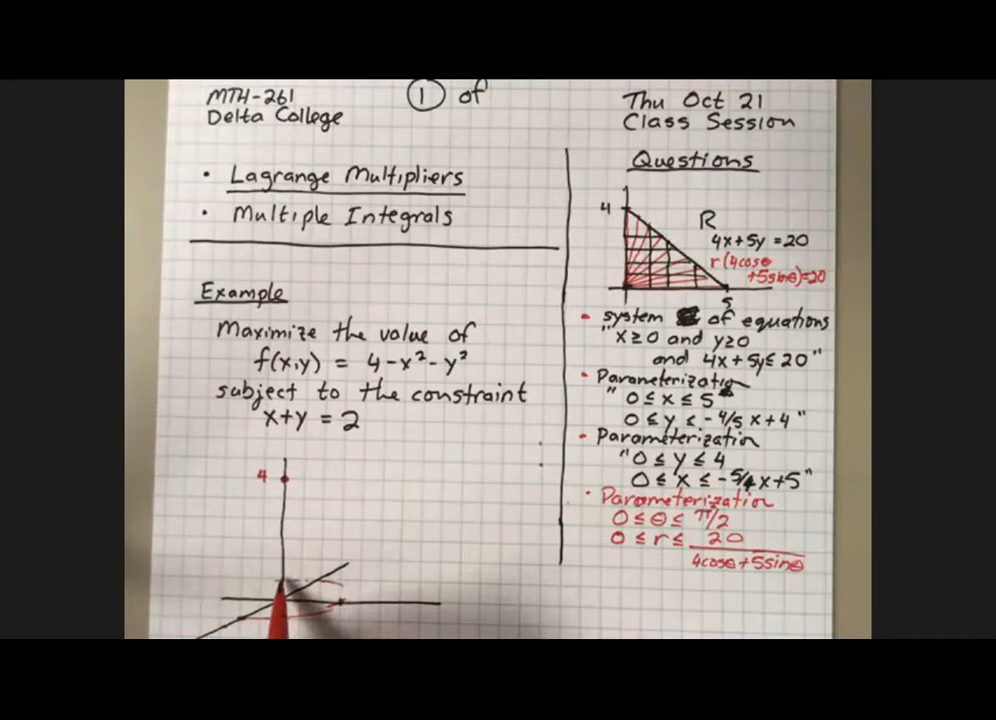 MTH-261
Delta College
1 of
Thu Oct 21
Class Session
• Lagrange Multipliers
• Multiple Integrals
Example
Maximize the value of
f(x,y) = 4-x²-y²
subject to the constraint
x+y = 2
4
Questions
4
R
4x+5y=20
r(4cosθ
+5sinθ)=20
5
• system of equations
"x≥0 and y≥0
and 4x+5y≤20"
• Parameterization
"0≤x≤5
0≤y≤-4/5x+4"
• Parameterization
"0≤y≤4
0≤x≤-5/4x+5"
• Parameterization
0≤θ≤π/2
0≤r≤ 20
4cosθ+5sinθ